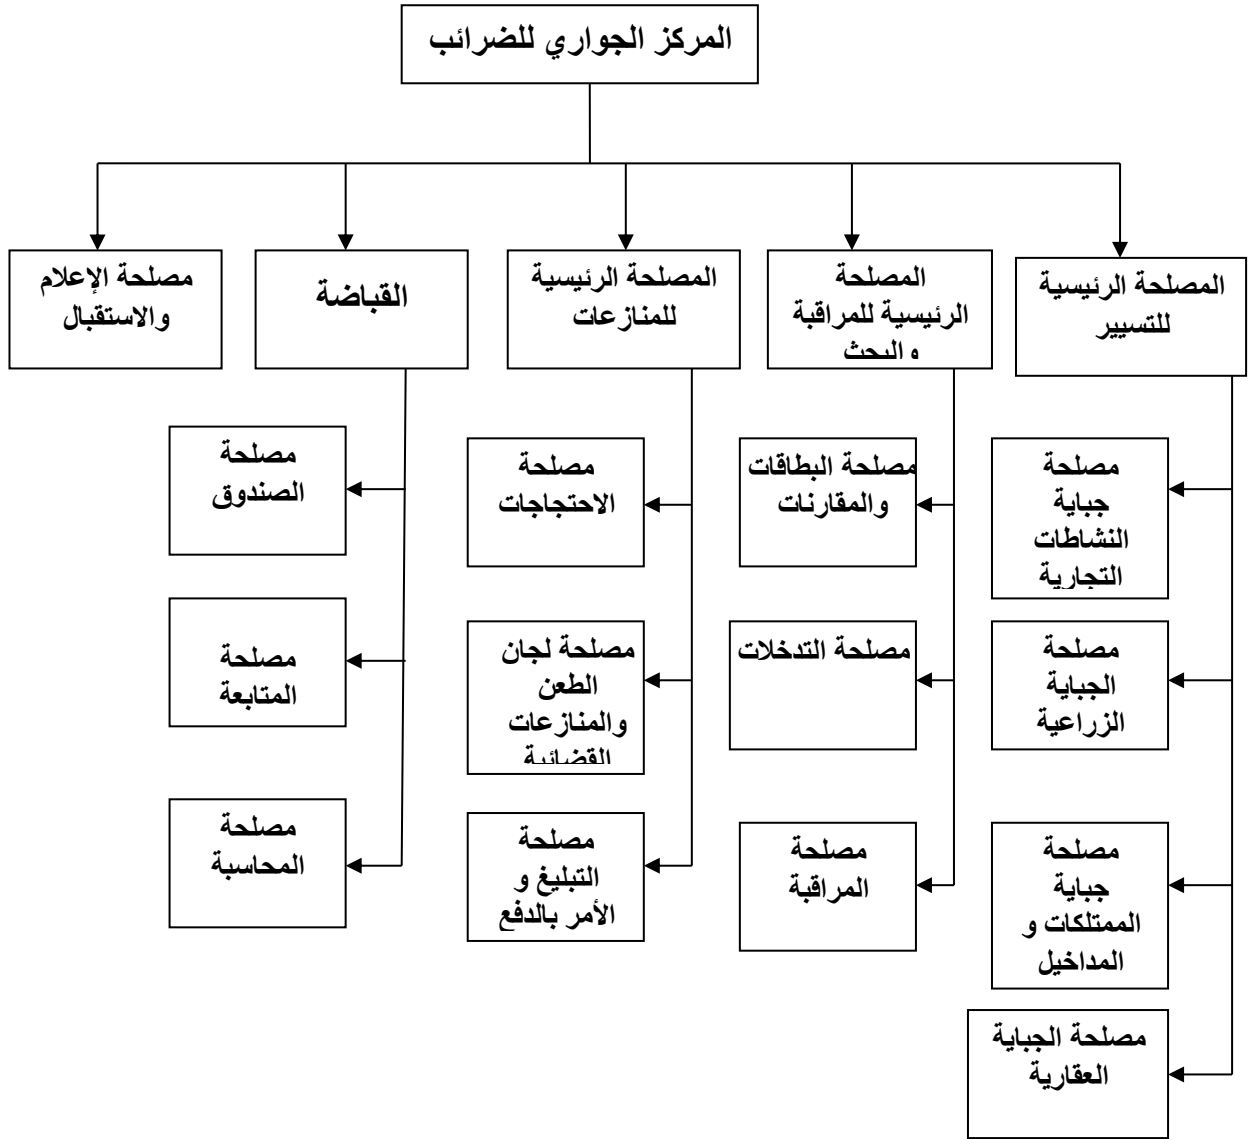 المركز الجواري للضرائب
المصلحة الرئيسية
للتسيير
المصلحة
الرئيسية للمراقبة
والبحث
المصلحة الرئيسية
للمنازعات
القباضة
مصلحة الإعلام
والاستقبال
مصلحة
جباية
النشاطات
التجارية
مصلحة
الجباية
الزراعية
مصلحة
جباية
الممتلكات و
المداخيل
مصلحة الجباية
العقارية
مصلحة البطاقات
والمقارنات
مصلحة التدخلات
مصلحة
المراقبة
مصلحة
الاحتجاجات
مصلحة لجان
الطعن
والمنازعات
القضائية
مصلحة
التبليغ و
الأمر بالدفع
مصلحة
الصندوق
مصلحة
المتابعة
مصلحة
المحاسبة